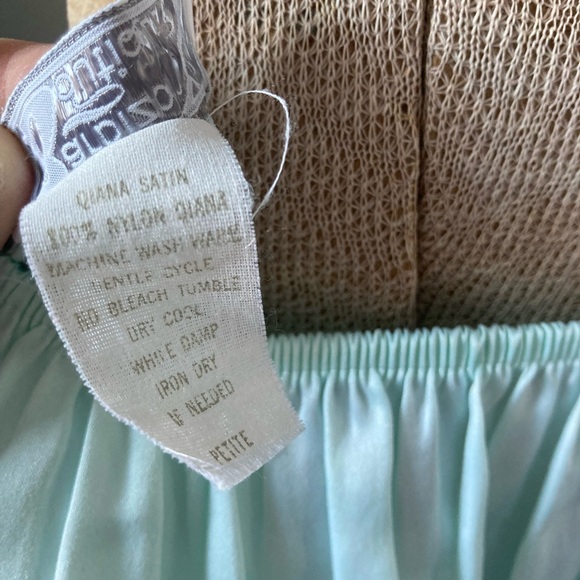 QIANA SATIN
100% NYLON QIANA
MACHINE WASH WARM
GENTLE CYCLE
NO BLEACH TUMBLE
DRY COOL
WHILE DAMP
IRON DRY
IF NEEDED
PETITE